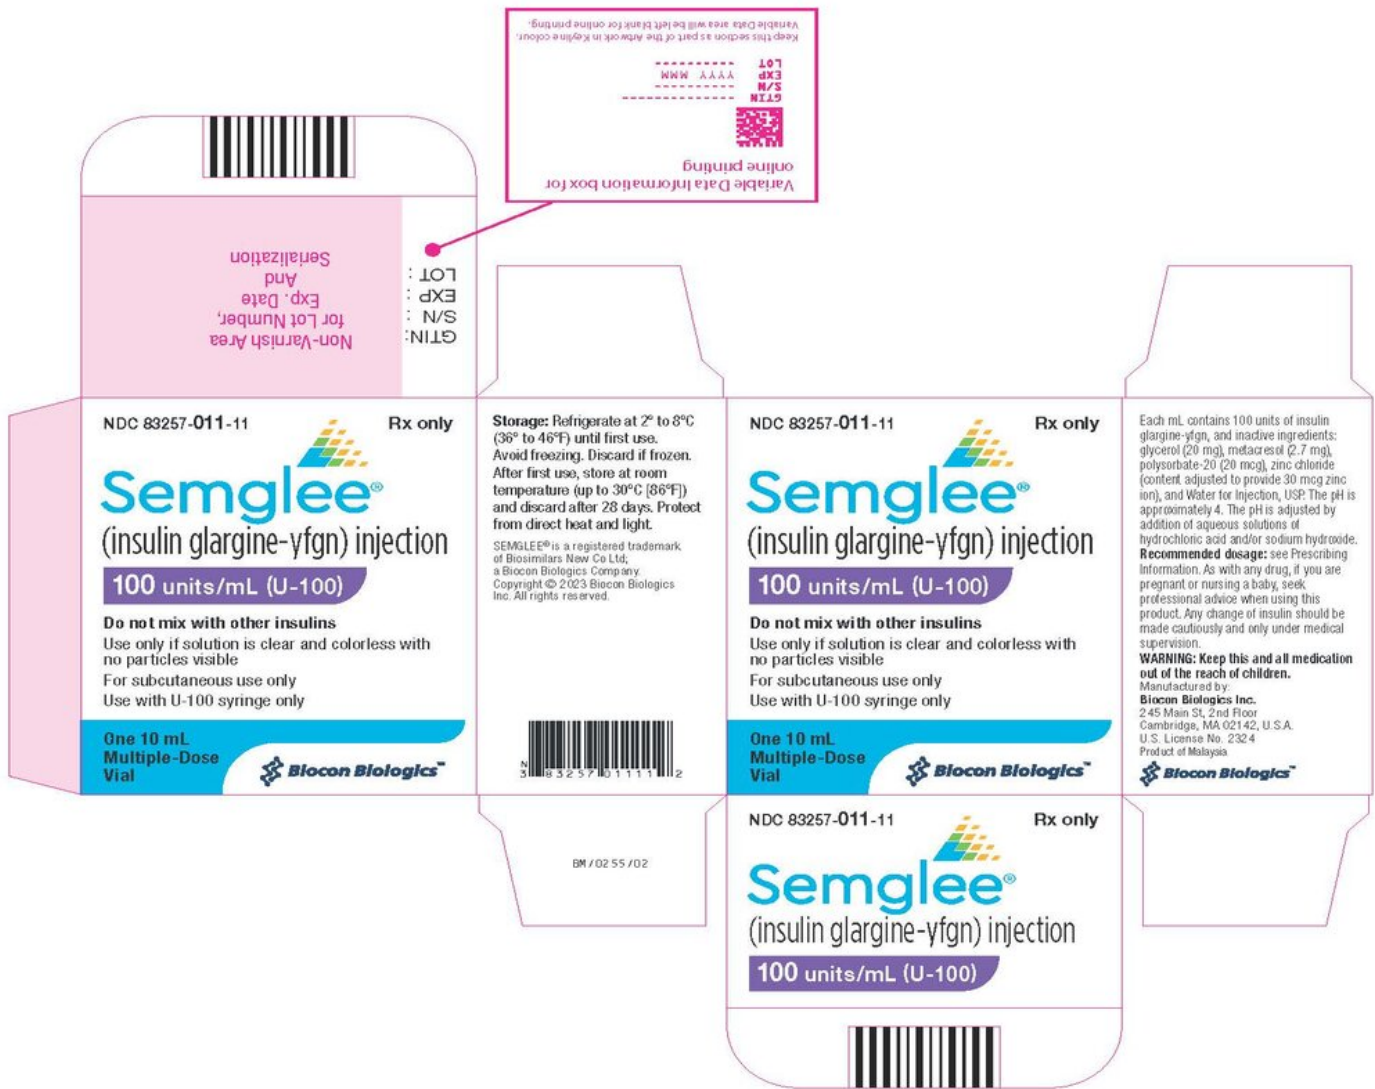 Keep this section as part of the Artwork in Keyline colour.
Variable Data area will be left blank for online printing.
GTIN --------------
S/N ----------
EXP YYYY MMM
LOT ----------
Variable Data Information box for
online printing
Non-Varnish Area
for Lot Number,
Exp. Date
And
Serialization
GTIN:
S/N :
EXP :
LOT :
NDC 83257-011-11 Rx only
Semglee®
(insulin glargine-yfgn) injection
100 units/mL (U-100)
Do not mix with other insulins
Use only if solution is clear and colorless with
no particles visible
For subcutaneous use only
Use with U-100 syringe only
One 10 mL
Multiple-Dose
Vial
Biocon Biologics™
Storage: Refrigerate at 2° to 8°C
(36° to 46°F) until first use.
Avoid freezing. Discard if frozen.
After first use, store at room
temperature (up to 30°C [86°F])
and discard after 28 days. Protect
from direct heat and light.
SEMGLEE® is a registered trademark
of Biosimilars New Co Ltd;
a Biocon Biologics Company.
Copyright © 2023 Biocon Biologics
Inc. All rights reserved.
N
3 83257 01111 2
BM/0255/02
NDC 83257-011-11 Rx only
Semglee®
(insulin glargine-yfgn) injection
100 units/mL (U-100)
Do not mix with other insulins
Use only if solution is clear and colorless with
no particles visible
For subcutaneous use only
Use with U-100 syringe only
One 10 mL
Multiple-Dose
Vial
Biocon Biologics™
NDC 83257-011-11 Rx only
Semglee®
(insulin glargine-yfgn) injection
100 units/mL (U-100)
Each mL contains 100 units of insulin
glargine-yfgn, and inactive ingredients:
glycerol (20 mg), metacresol (2.7 mg),
polysorbate-20 (20 mcg), zinc chloride
(content adjusted to provide 30 mcg zinc
ion), and Water for Injection, USP. The pH is
approximately 4. The pH is adjusted by
addition of aqueous solutions of
hydrochloric acid and/or sodium hydroxide.
Recommended dosage: see Prescribing
Information. As with any drug, if you are
pregnant or nursing a baby, seek
professional advice when using this
product. Any change of insulin should be
made cautiously and only under medical
supervision.
WARNING: Keep this and all medication
out of the reach of children.
Manufactured by:
Biocon Biologics Inc.
245 Main St, 2nd Floor
Cambridge, MA 02142, U.S.A.
U.S. License No. 2324
Product of Malaysia
Biocon Biologics™